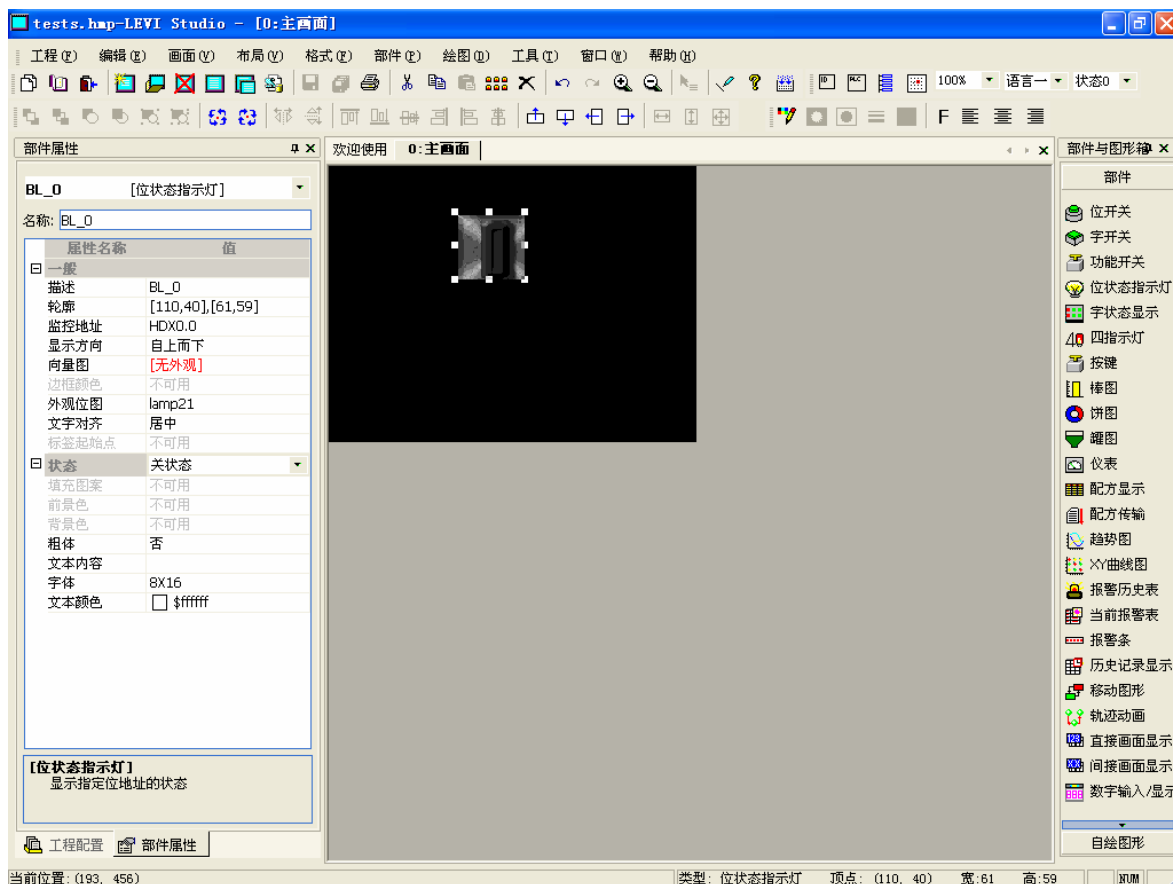 tests.hmp-LEVI Studio - [0:主画面]
工程(F) 编辑(E) 画面(V) 布局(V) 格式(F) 部件(P) 绘图(D) 工具(T) 窗口(W) 帮助(H)
100% 语言一 状态0
F
部件属性
欢迎使用 0:主画面
部件与图形箱
BL_0 [位状态指示灯]
名称: BL_0
属性名称 值
一般
描述 BL_0
轮廓 [110,40],[61,59]
监控地址 HDX0.0
显示方向 自上而下
向量图 [无外观]
边框颜色 不可用
外观位图 lamp21
文字对齐 居中
标签起始点 不可用
状态 关状态
填充图案 不可用
前景色 不可用
背景色 不可用
粗体 否
文本内容
字体 8X16
文本颜色 $ffffff
[位状态指示灯]
显示指定位地址的状态
工程配置 部件属性
部件
位开关
字开关
功能开关
位状态指示灯
字状态显示
四指示灯
按键
棒图
饼图
罐图
仪表
配方显示
配方传输
趋势图
XY曲线图
报警历史表
当前报警表
报警条
历史记录显示
移动图形
轨迹动画
直接画面显示
间接画面显示
数字输入/显示
自绘图形
当前位置:(193, 456) 类型: 位状态指示灯 顶点: (110, 40) 宽:61 高:59 NUM